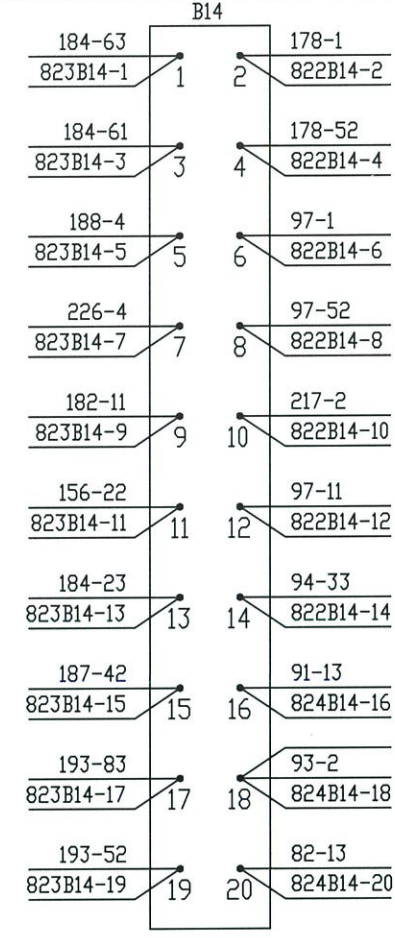 B14
184-63 178-1
823B14-1 1 2 822B14-2
184-61 178-52
823B14-3 3 4 822B14-4
188-4 97-1
823B14-5 5 6 822B14-6
226-4 97-52
823B14-7 7 8 822B14-8
182-11 217-2
823B14-9 9 10 822B14-10
156-22 97-11
823B14-11 11 12 822B14-12
184-23 94-33
823B14-13 13 14 822B14-14
187-42 91-13
823B14-15 15 16 824B14-16
193-83 93-2
823B14-17 17 18 824B14-18
193-52 82-13
823B14-19 19 20 824B14-20